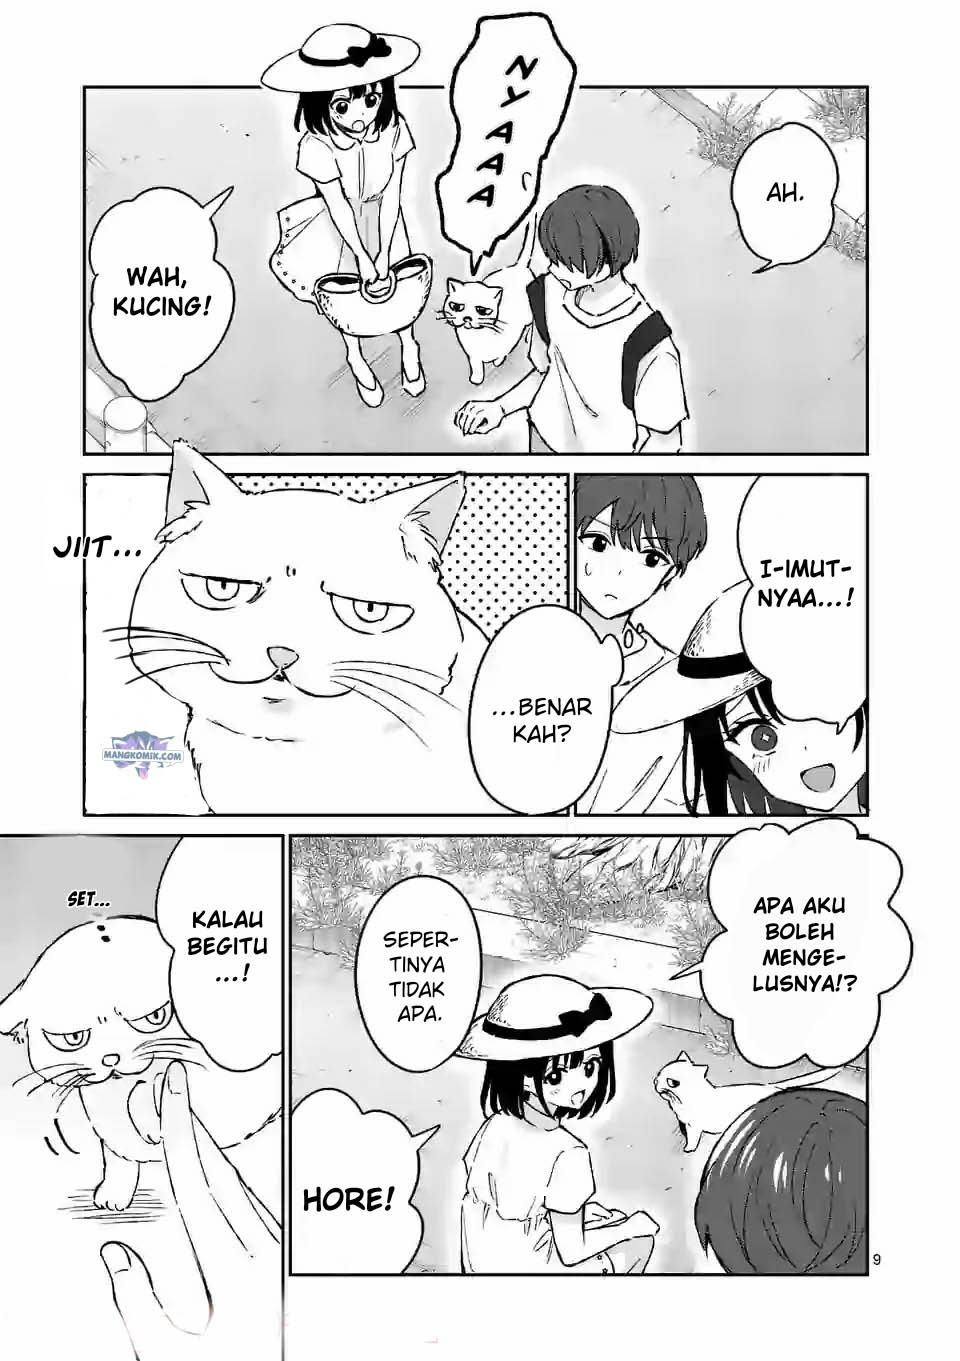 AH.
NYAAA
WAH,
KUCING!
I-IMUT-
NYAA...!
...BENAR
KAH?
JIIT...
MANGKOMIK.COM
APA AKU
BOLEH
MENGE-
LUSNYA!?
SEPER-
TINYA
TIDAK
APA.
HORE!
KALAU
BEGITU
...!
SET...
9